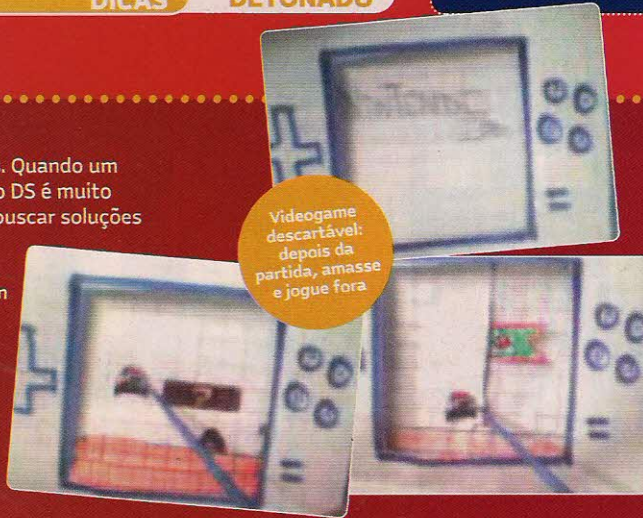 DICAS
DETONADO
. Quando um
o DS é muito
buscar soluções
Videogame
descartável:
depois da
partida, amasse
e jogue fora
?